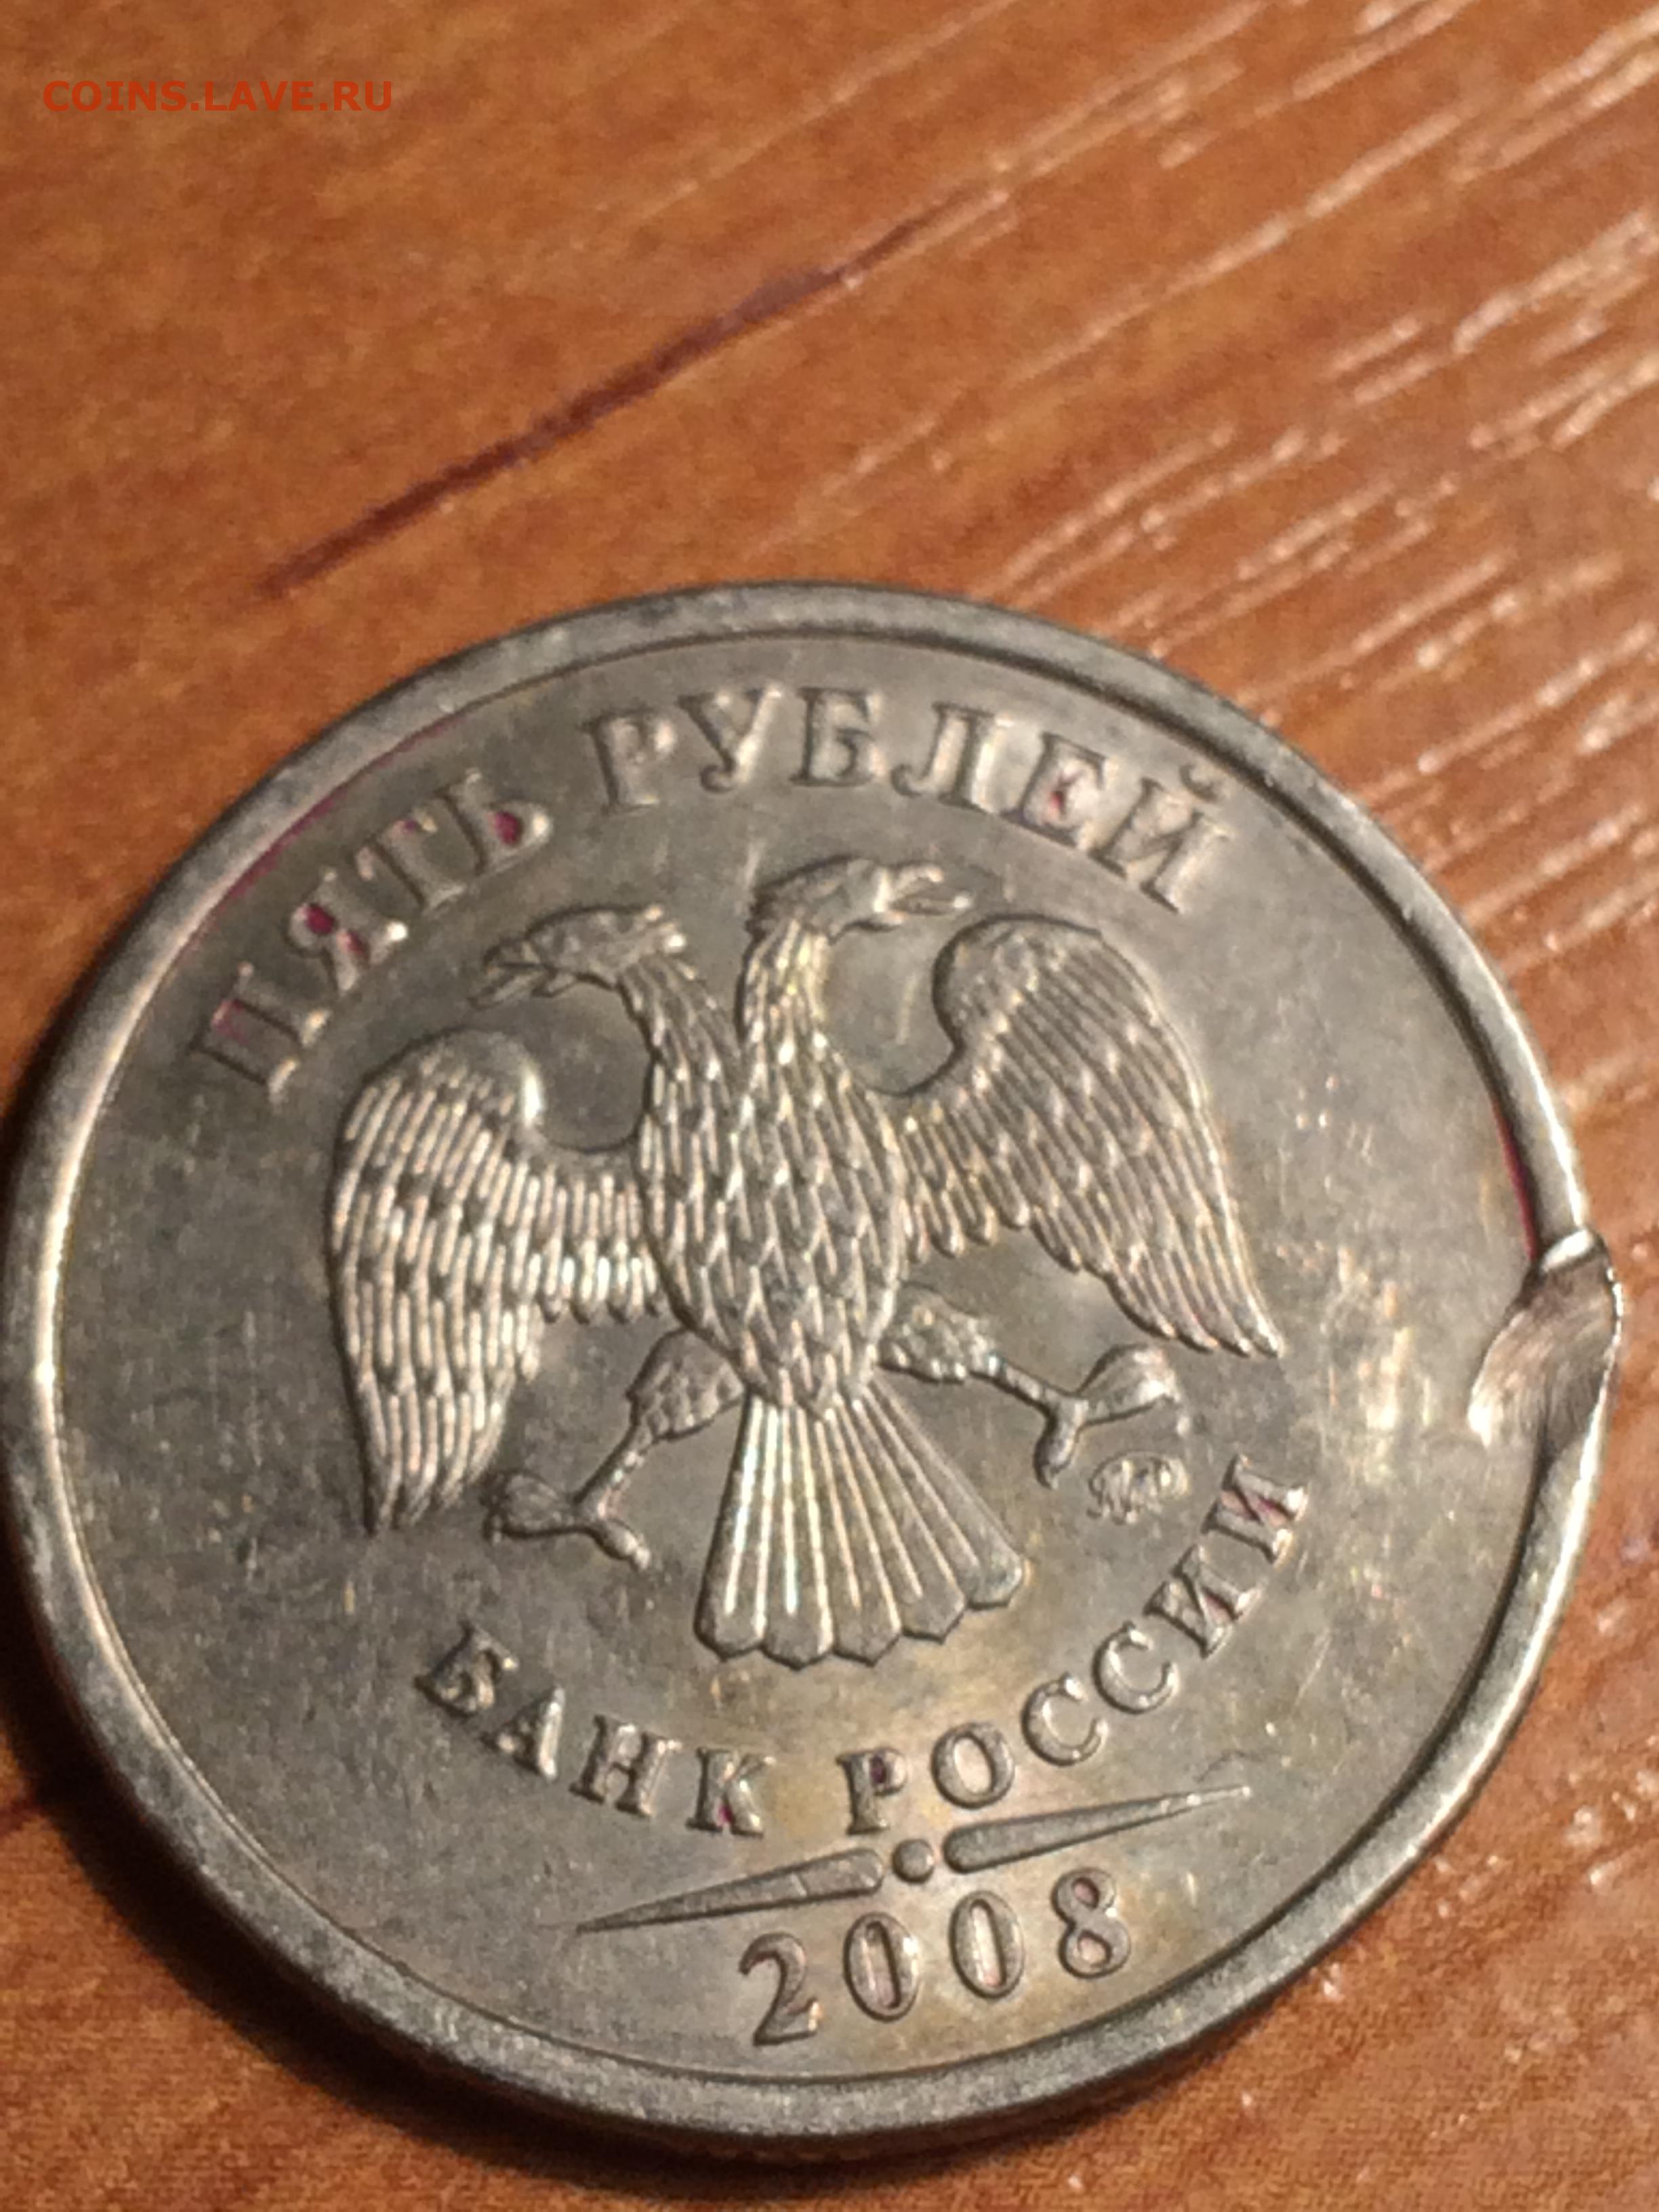 COINS.LAVE.RU
ПЯТЬ РУБЛЕЙ
БАНК РОССИИ
2008